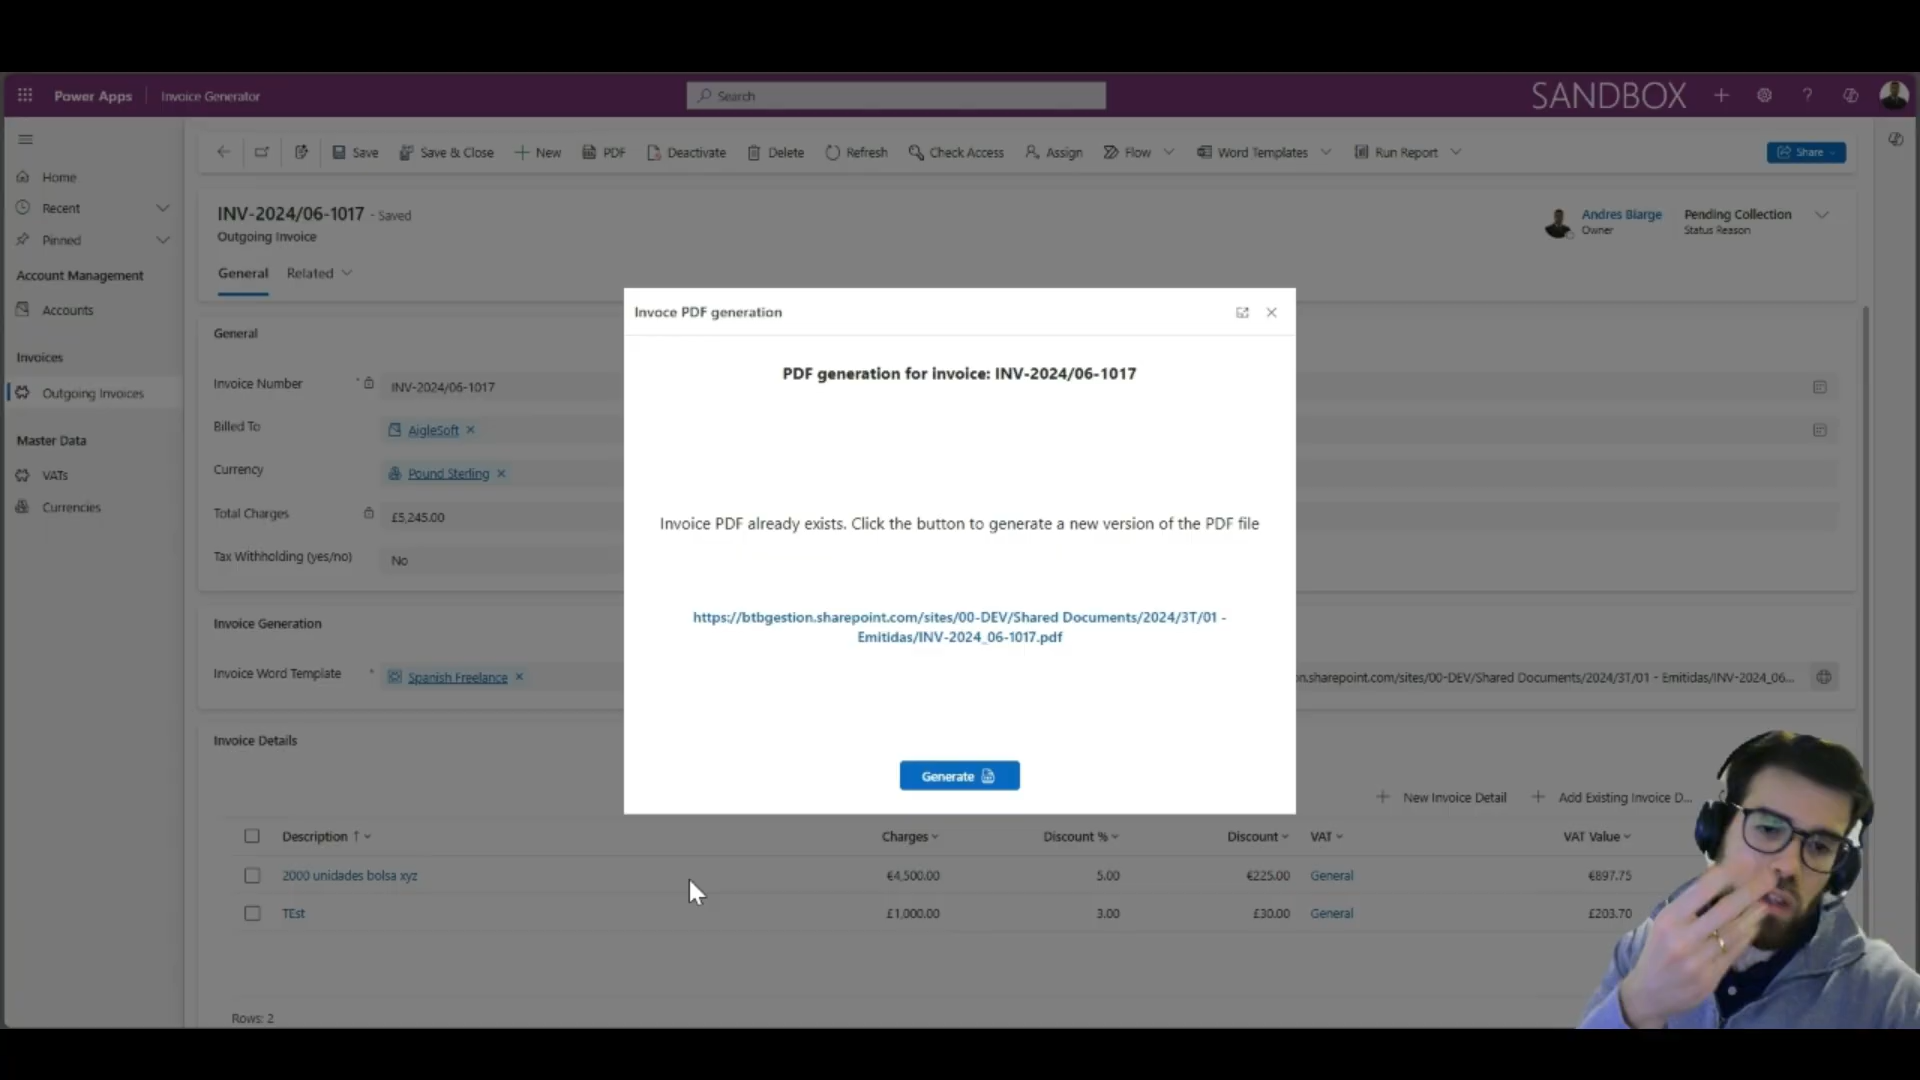 Power Apps Invoice Generator Search SANDBOX
Save Save & Close New PDF Deactivate Delete Refresh Check Access Assign Flow Word Templates Run Report Share
Home
Recent
Pinned
Account Management
Accounts
Invoices
Outgoing Invoices
Master Data
VATs
Currencies
INV-2024/06-1017 - Saved
Outgoing Invoice
Andres Biarge
Owner
Pending Collection
Status Reason
General Related
General
Invoice Number * INV-2024/06-1017
Billed To AigleSoft
Currency Pound Sterling
Total Charges £5,245.00
Tax Withholding (yes/no) No
Invoice Generation
Invoice Word Template * Spanish Freelance
n.sharepoint.com/sites/00-DEV/Shared Documents/2024/3T/01 - Emitidas/INV-2024_06...
Invoce PDF generation
PDF generation for invoice: INV-2024/06-1017
Invoice PDF already exists. Click the button to generate a new version of the PDF file
https://btbgestion.sharepoint.com/sites/00-DEV/Shared Documents/2024/3T/01 -
Emitidas/INV-2024_06-1017.pdf
Generate
Invoice Details
New Invoice Detail Add Existing Invoice D...
Description ↑ Charges Discount % Discount VAT VAT Value
2000 unidades bolsa xyz €4,500.00 5.00 €225.00 General €897.75
TEst £1,000.00 3.00 £30.00 General £203.70
Rows: 2